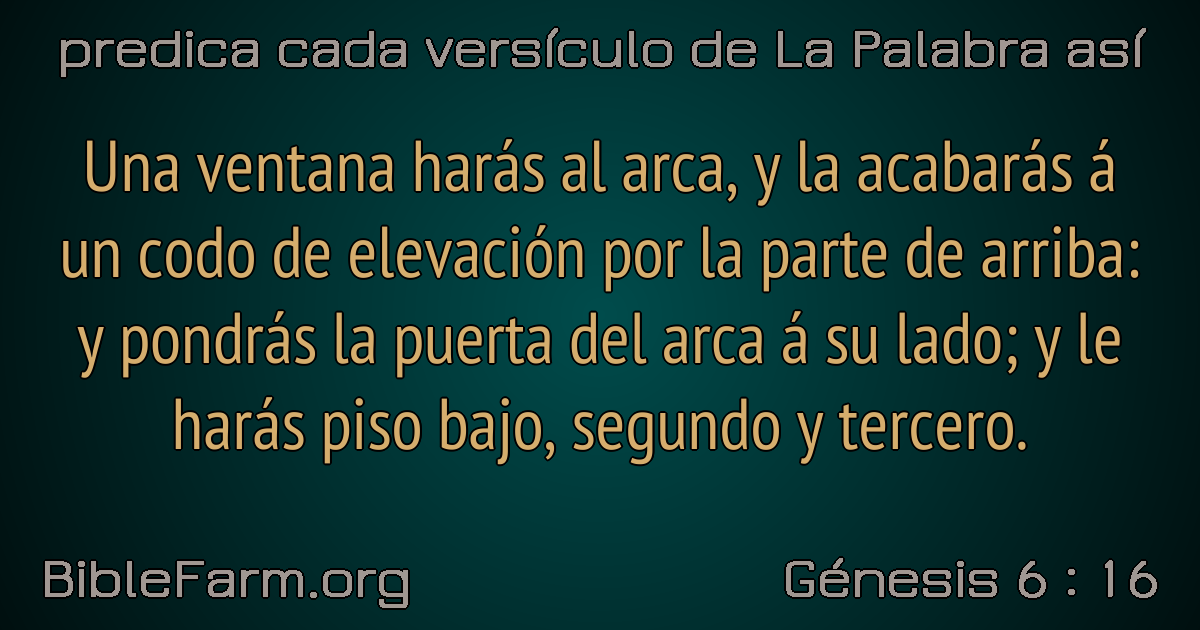 predica cada versículo de La Palabra así
Una ventana harás al arca, y la acabarás á
un codo de elevación por la parte de arriba:
y pondrás la puerta del arca á su lado; y le
harás piso bajo, segundo y tercero.
BibleFarm.org
Génesis 6 : 16